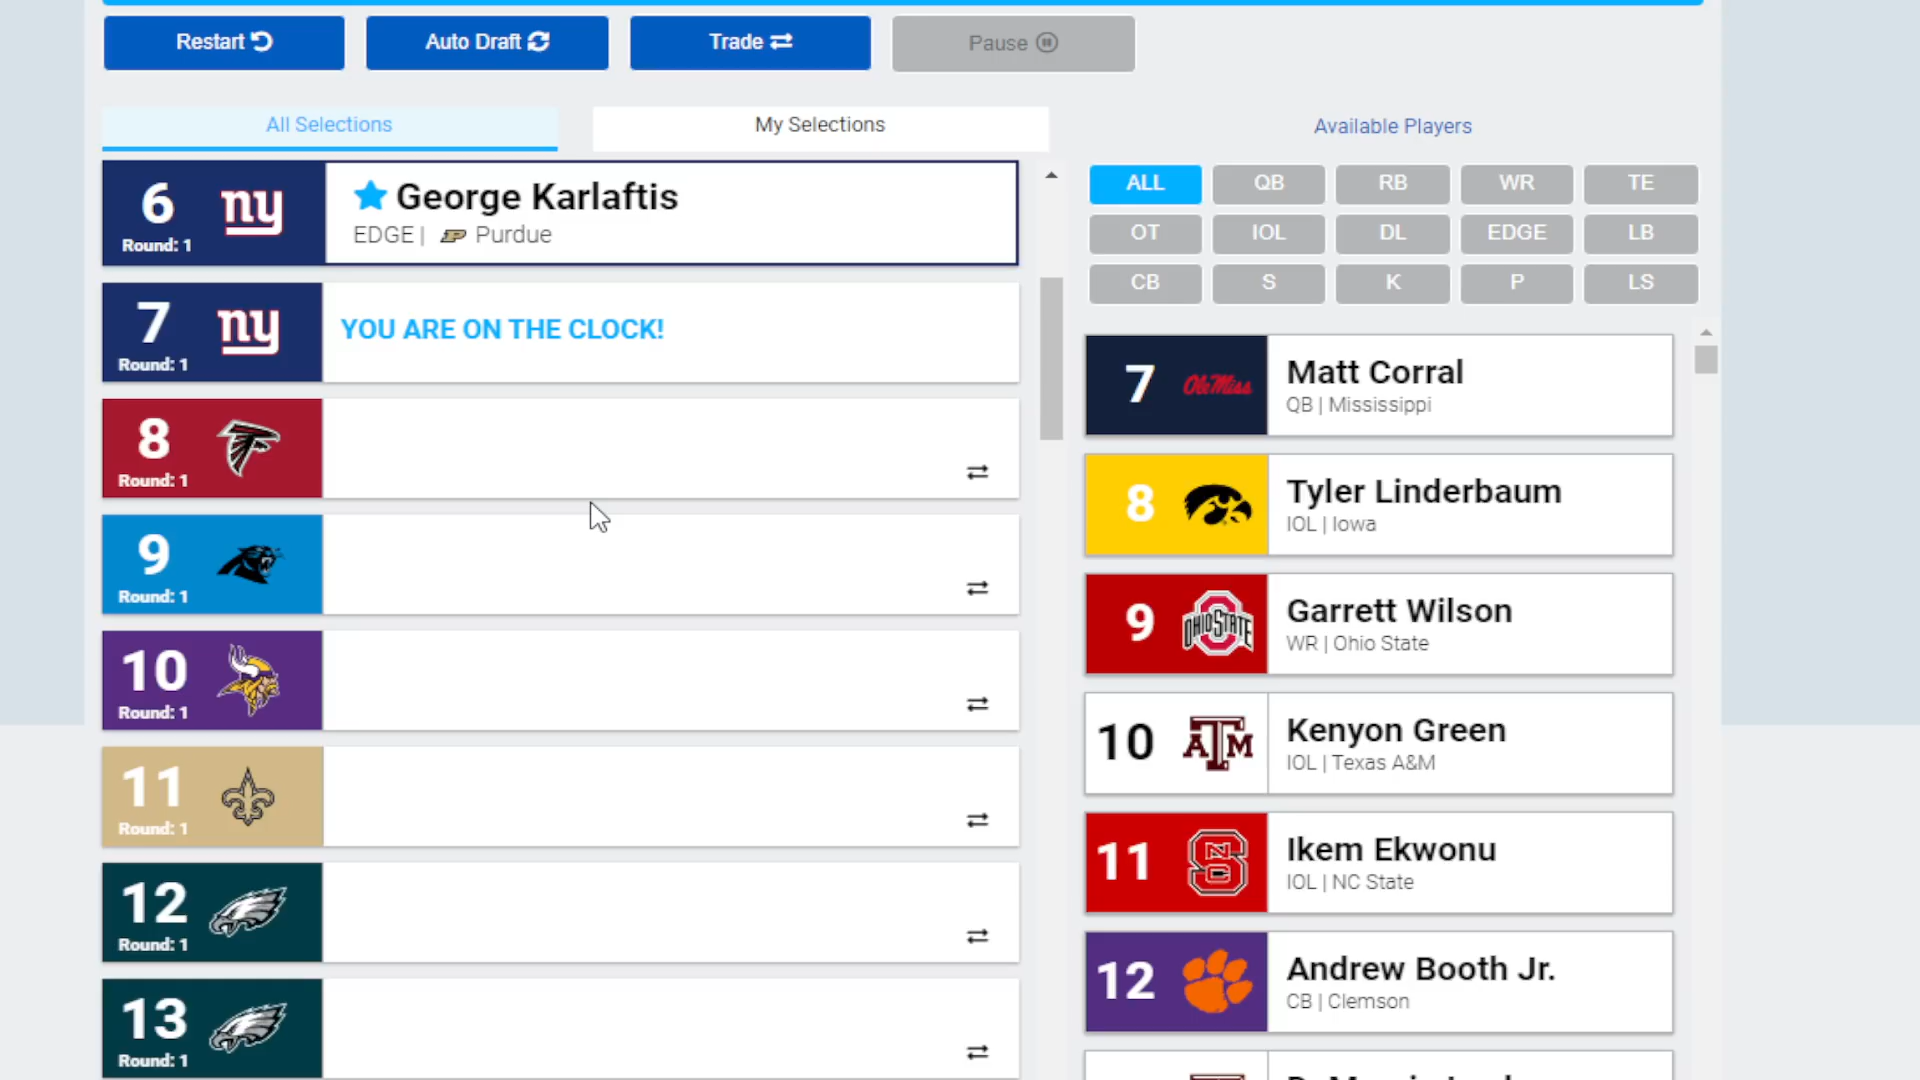 Restart
Auto Draft
Trade
Pause
All Selections
My Selections
Available Players
6
Round: 1
ny
George Karlaftis
EDGE | P Purdue
7
Round: 1
ny
YOU ARE ON THE CLOCK!
8
Round: 1
9
Round: 1
10
Round: 1
11
Round: 1
12
Round: 1
13
Round: 1
ALL
QB
RB
WR
TE
OT
IOL
DL
EDGE
LB
CB
S
K
P
LS
7
Ole Miss
Matt Corral
QB | Mississippi
8
Tyler Linderbaum
IOL | Iowa
9
OHIO STATE
Garrett Wilson
WR | Ohio State
10
ATM
Kenyon Green
IOL | Texas A&M
11
NCS
Ikem Ekwonu
IOL | NC State
12
Andrew Booth Jr.
CB | Clemson